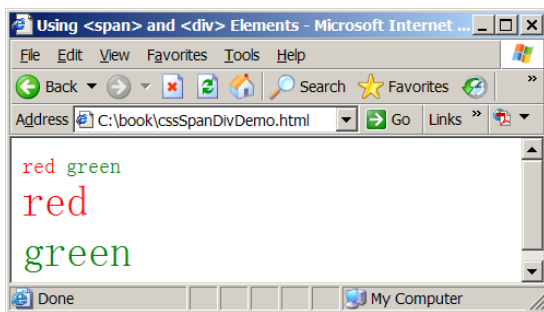 Using <span> and <div> Elements - Microsoft Internet ...
File Edit View Favorites Tools Help
Back Search Favorites »
Address C:\book\cssSpanDivDemo.html Go Links »
red green
red
green
Done My Computer